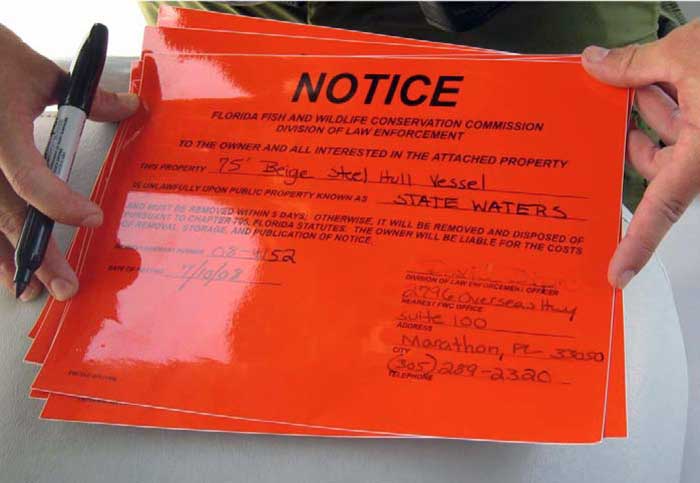 NOTICE
FLORIDA FISH AND WILDLIFE CONSERVATION COMMISSION
DIVISION OF LAW ENFORCEMENT
TO THE OWNER AND ALL INTERESTED IN THE ATTACHED PROPERTY
THIS PROPERTY 75' Beige Steel Hull Vessel
IS UNLAWFULLY UPON PUBLIC PROPERTY KNOWN AS STATE WATERS
AND MUST BE REMOVED WITHIN 5 DAYS; OTHERWISE, IT WILL BE REMOVED AND DISPOSED OF
PURSUANT TO CHAPTER 705, FLORIDA STATUTES. THE OWNER WILL BE LIABLE FOR THE COSTS
OF REMOVAL, STORAGE, AND PUBLICATION OF NOTICE.
NUMBER 08-4152
DATE OF POSTING 7/10/08
David
DIVISION OF LAW ENFORCEMENT OFFICER
2796 Overseas Hwy
NEAREST FWC OFFICE
Suite 100
ADDRESS
Marathon, FL 33050
CITY
(305) 289-2320
TELEPHONE